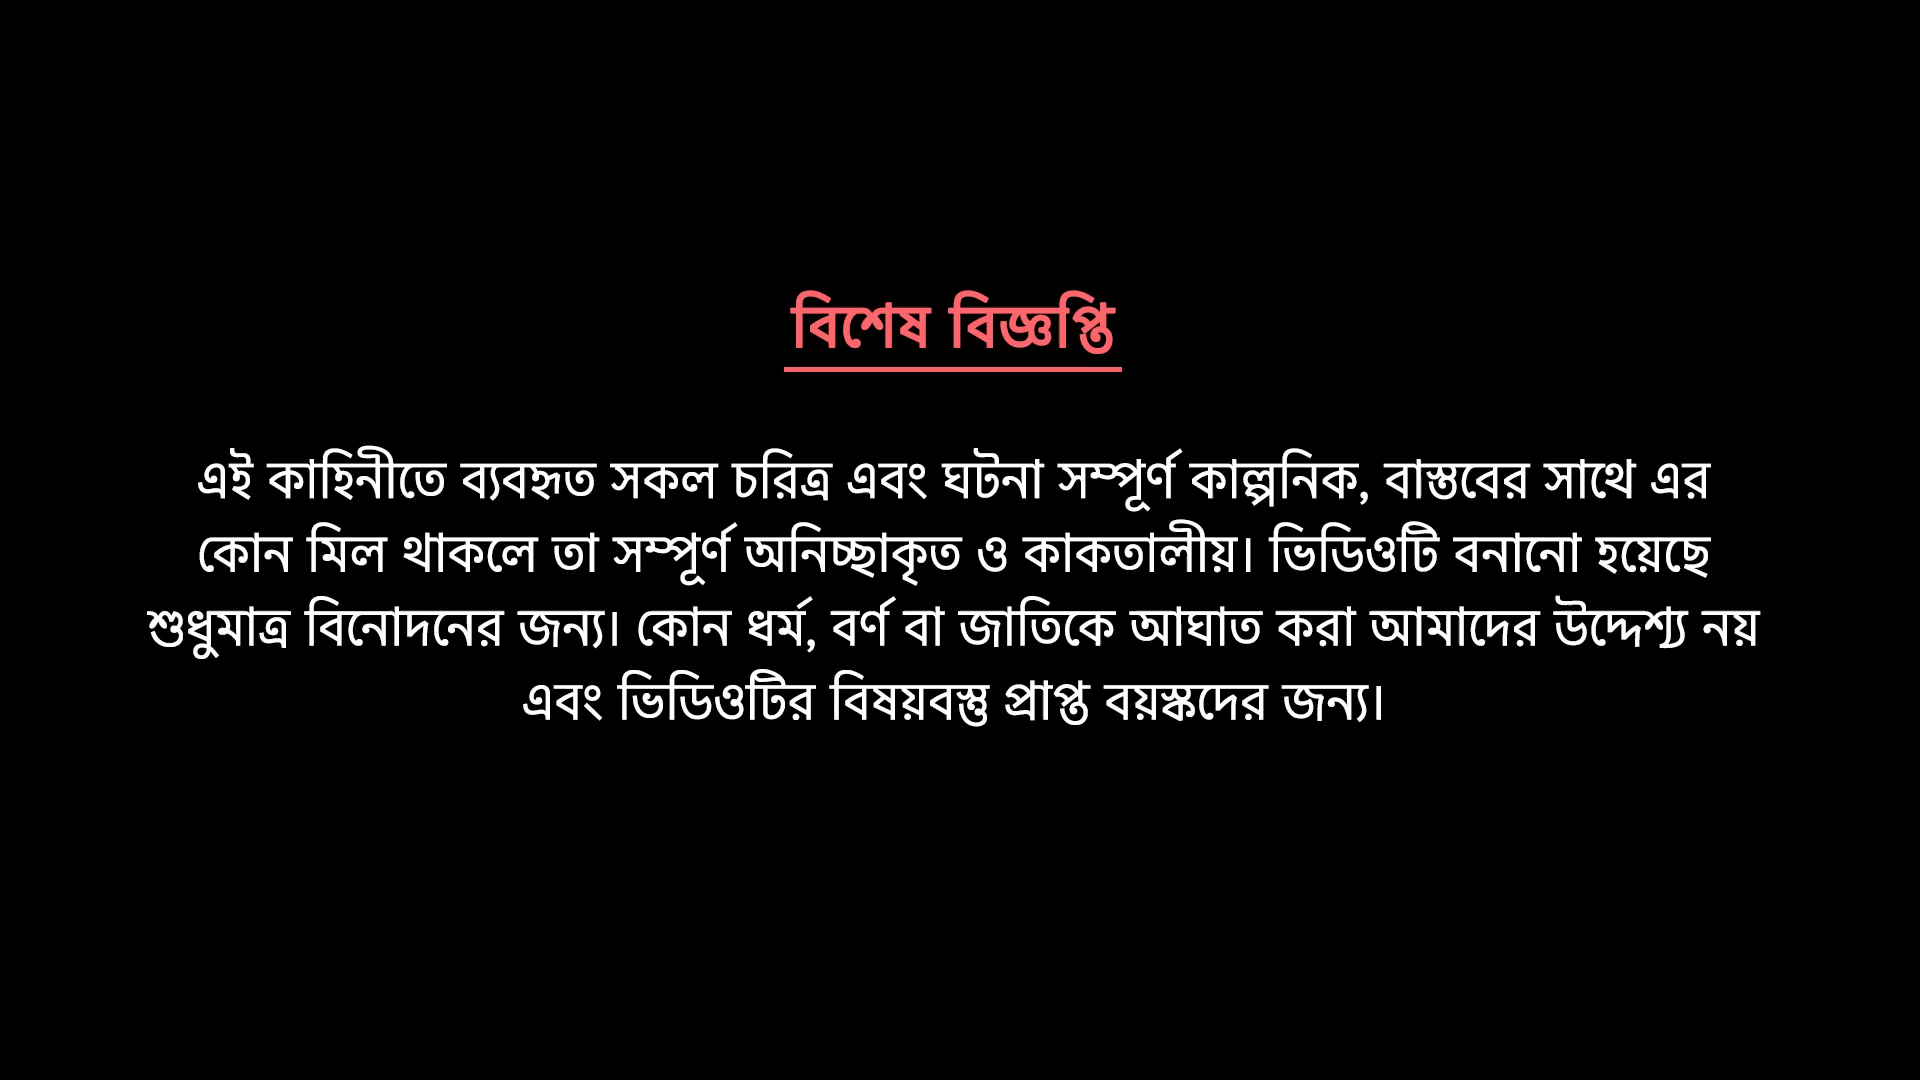 বিশেষ বিজ্ঞপ্তি
এই কাহিনীতে ব্যবহৃত সকল চরিত্র এবং ঘটনা সম্পূর্ণ কাল্পনিক, বাস্তবের সাথে এর
কোন মিল থাকলে তা সম্পূর্ণ অনিচ্ছাকৃত ও কাকতালীয়। ভিডিওটি বনানো হয়েছে
শুধুমাত্র বিনোদনের জন্য। কোন ধর্ম, বর্ণ বা জাতিকে আঘাত করা আমাদের উদ্দেশ্য নয়
এবং ভিডিওটির বিষয়বস্তু প্রাপ্ত বয়স্কদের জন্য।